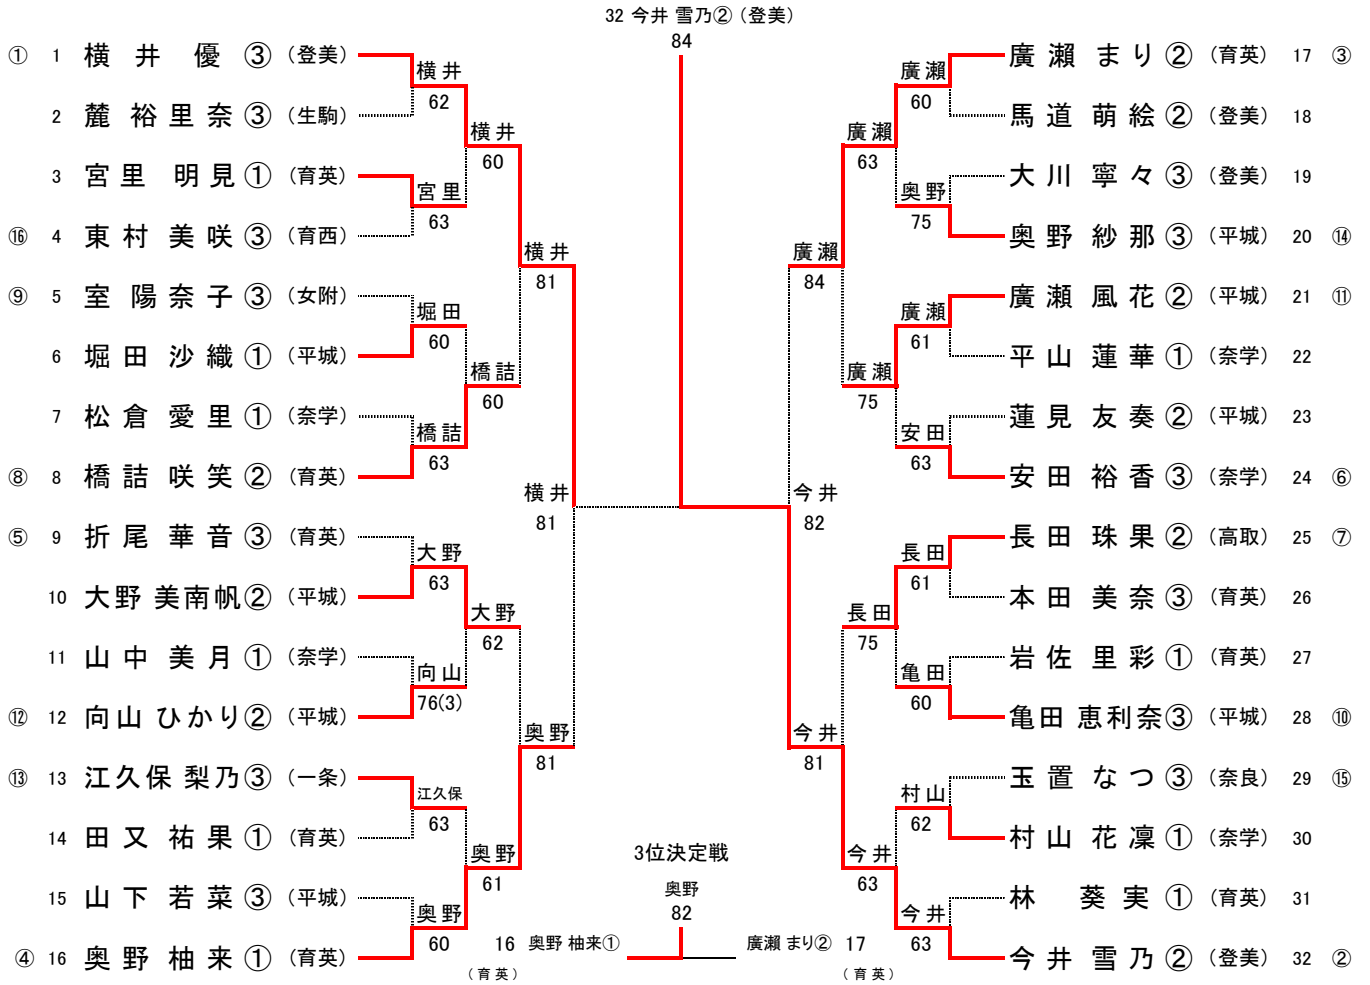 32 今井 雪乃② (登美)
84
① 1 横井 優 ③ (登美)
横井
62
2 麓 裕里奈 ③ (生駒)
横井
60
3 宮里 明見 ① (育英)
宮里
63
⑯ 4 東村 美咲 ③ (育西)
横井
81
⑨ 5 室 陽奈子 ③ (女附)
堀田
60
6 堀田 沙織 ① (平城)
橋詰
60
7 松倉 愛里 ① (奈学)
橋詰
63
⑧ 8 橋詰 咲笑 ② (育英)
横井
81
⑤ 9 折尾 華音 ③ (育英)
大野
63
10 大野 美南帆 ② (平城)
大野
62
11 山中 美月 ① (奈学)
向山
76(3)
⑫ 12 向山 ひかり ② (平城)
奥野
81
⑬ 13 江久保 梨乃 ③ (一条)
江久保
63
14 田又 祐果 ① (育英)
奥野
61
15 山下 若菜 ③ (平城)
奥野
60
④ 16 奥野 柚来 ① (育英)
廣瀬 まり ② (育英) 17 ③
廣瀬
60
馬道 萌絵 ② (登美) 18
廣瀬
63
大川 寧々 ③ (登美) 19
奥野
75
奥野 紗那 ③ (平城) 20 ⑭
廣瀬
84
廣瀬 風花 ② (平城) 21 ⑪
廣瀬
61
平山 蓮華 ① (奈学) 22
廣瀬
75
蓮見 友奏 ② (平城) 23
安田
63
安田 裕香 ③ (奈学) 24 ⑥
今井
82
長田 珠果 ② (高取) 25 ⑦
長田
61
本田 美奈 ③ (育英) 26
長田
75
岩佐 里彩 ① (育英) 27
亀田
60
亀田 恵利奈 ③ (平城) 28 ⑩
今井
81
玉置 なつ ③ (奈良) 29 ⑮
村山
62
村山 花凜 ① (奈学) 30
今井
63
林 葵実 ① (育英) 31
今井
63
今井 雪乃 ② (登美) 32 ②
3位決定戦
奥野
82
16 奥野 柚来① 廣瀬 まり② 17
(育英) (育英)